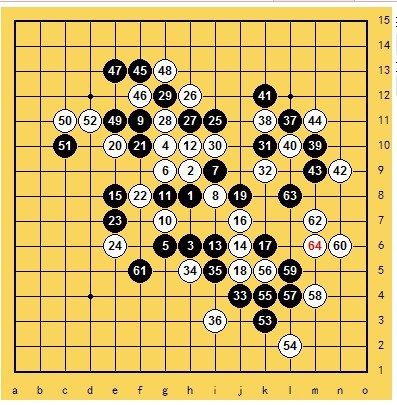 15
14
47 45 48 13
46 29 26 41 12
50 52 49 9 28 27 25 38 37 44 11
51 20 21 4 12 30 31 40 39 10
6 2 7 32 43 42 9
15 22 11 1 8 19 63 8
23 10 16 62 7
24 5 3 13 14 17 64 60 6
61 34 35 18 56 59 5
33 55 57 58 4
36 53 3
54 2
1
a b c d e f g h i j k l m n o